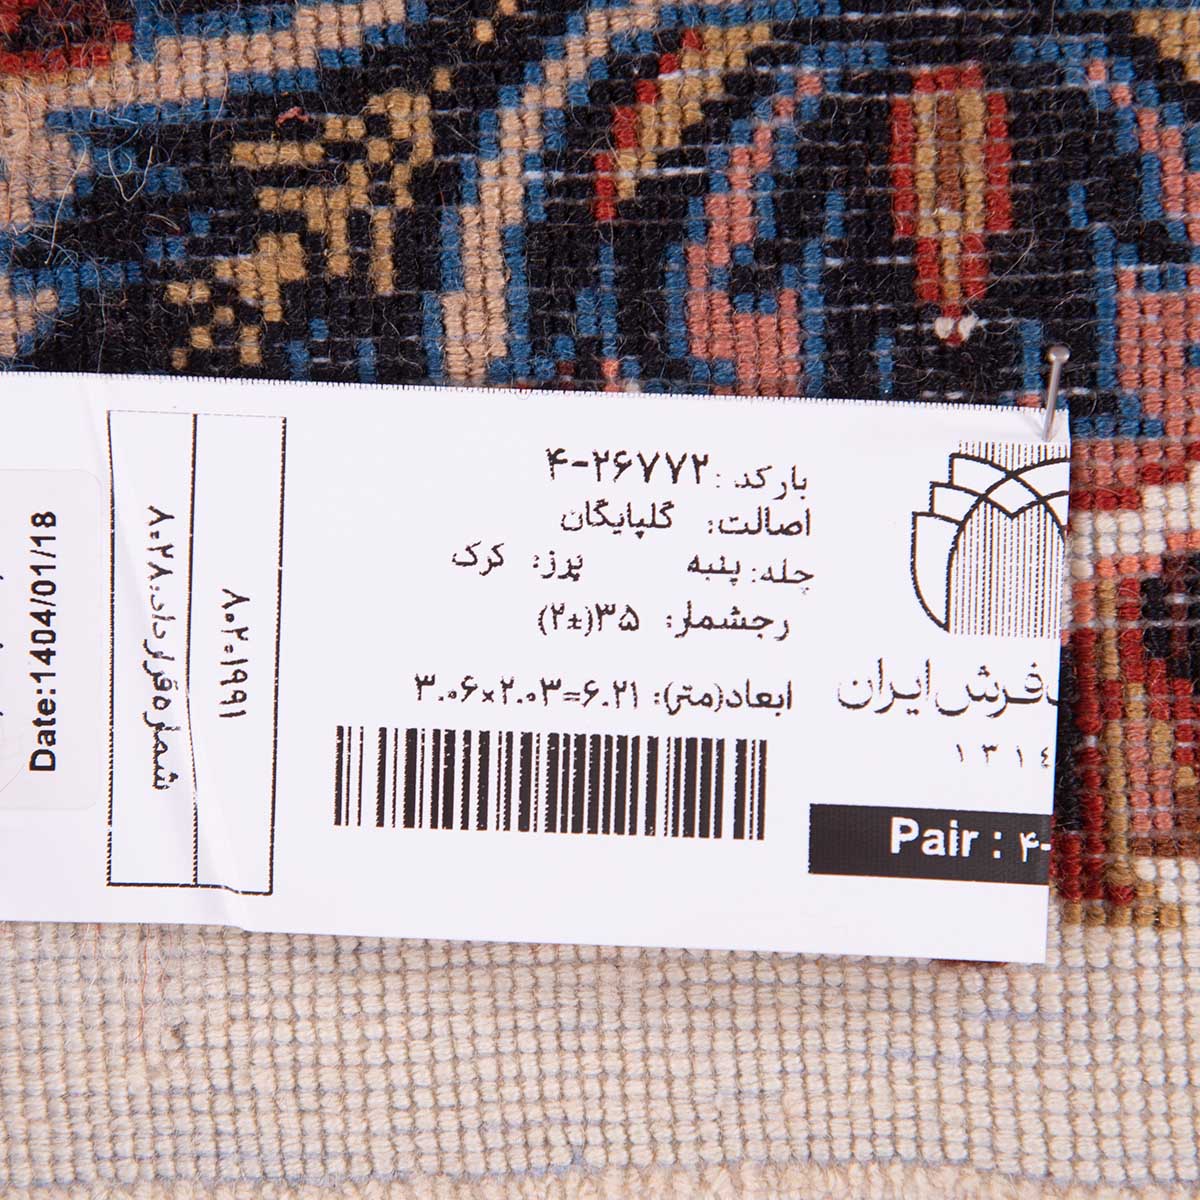 بارکد: ۴-۲۶۷۷۲
اصالت: گلپایگان
چله: پنبه پرز: کرک
رجشمار: ۳۵(±۲)
ابعاد(متر): ۳.۰۶×۲.۰۳=۶.۲۱
فرش ایران
۱۳۱۴
Pair : ۴-
۸۰۲۰۱۹۹۱
شماره قرارداد:۸۰۲۸
Date:1404/01/18